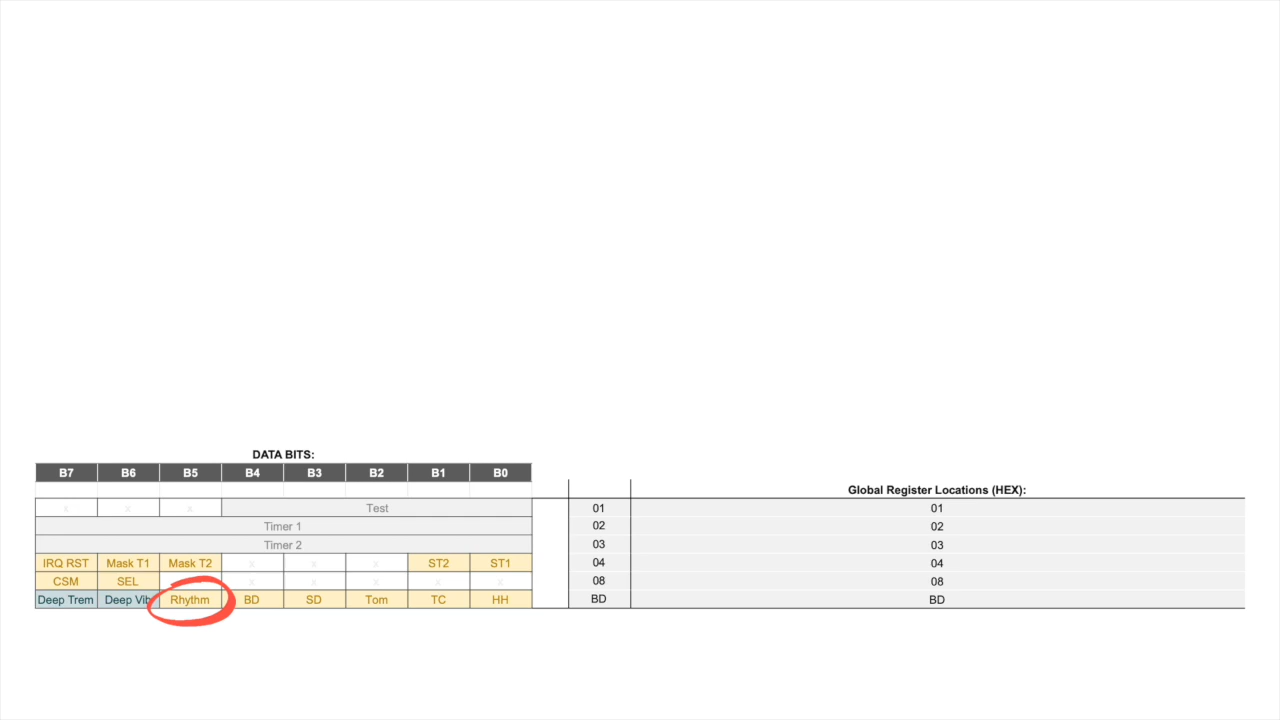 DATA BITS:
B7 B6 B5 B4 B3 B2 B1 B0
Global Register Locations (HEX):
x x x Test 01 01
Timer 1 02 02
Timer 2 03 03
IRQ RST Mask T1 Mask T2 x x x ST2 ST1 04 04
CSM SEL x x x x x 08 08
Deep Trem Deep Vib Rhythm BD SD Tom TC HH BD BD